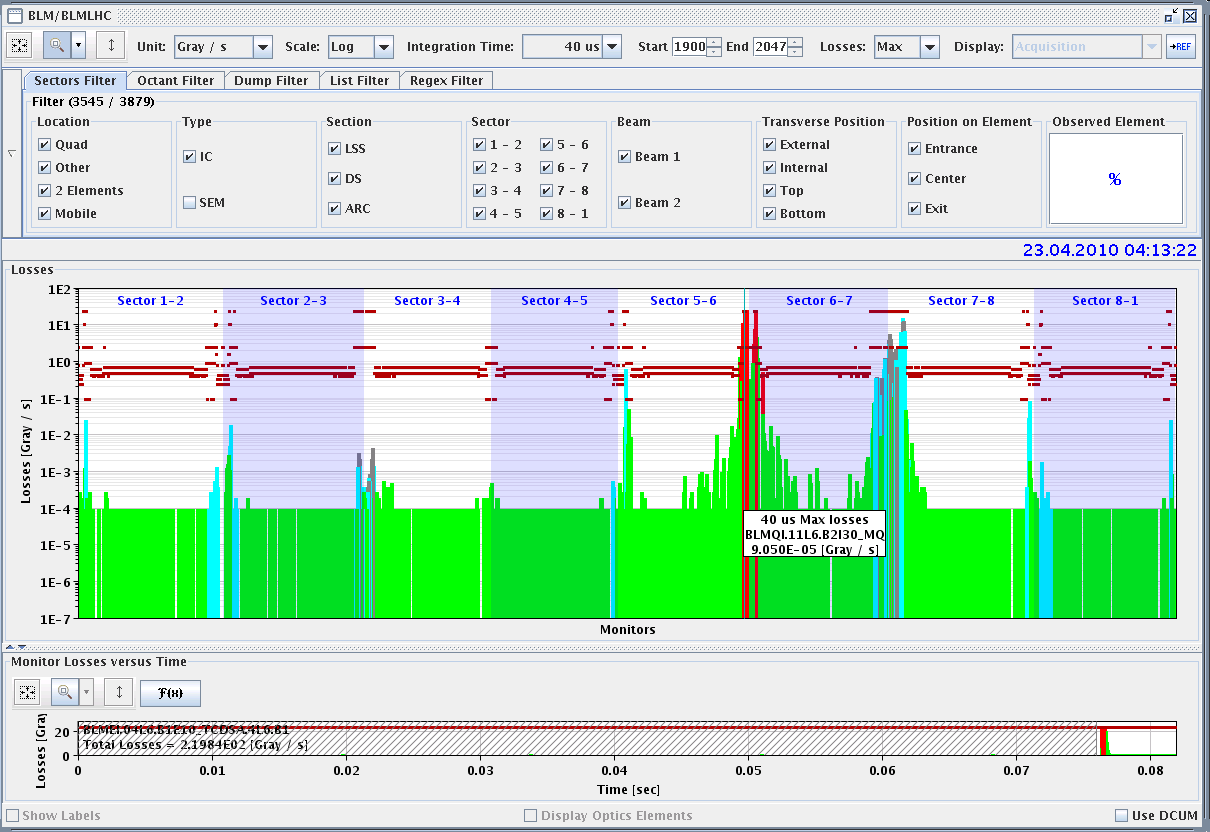 BLM/BLMLHC
Unit: Gray / s Scale: Log Integration Time: 40 us Start 1900 End 2047 Losses: Max Display: Acquisition →REF
Sectors Filter Octant Filter Dump Filter List Filter Regex Filter
Filter (3545 / 3879)
Location Type Section Sector Beam Transverse Position Position on Element Observed Element
Quad
Other
2 Elements
Mobile
IC
SEM
LSS
DS
ARC
1 - 2 5 - 6
2 - 3 6 - 7
3 - 4 7 - 8
4 - 5 8 - 1
Beam 1
Beam 2
External
Internal
Top
Bottom
Entrance
Center
Exit
%
23.04.2010 04:13:22
Losses
Sector 1-2 Sector 2-3 Sector 3-4 Sector 4-5 Sector 5-6 Sector 6-7 Sector 7-8 Sector 8-1
1E2
1E1
1E0
1E-1
1E-2
1E-3
1E-4
1E-5
1E-6
1E-7
Losses [Gray / s]
40 us Max losses
BLMQI.11L6.B2I30_MQ
9.050E-05 [Gray / s]
Monitors
Monitor Losses versus Time
F(x)
BLMEI.04L6.B1E10_TCDSA.4L6.B1
Total Losses = 2.1984E02 [Gray / s]
Losses [Gray
20
0
0 0.01 0.02 0.03 0.04 0.05 0.06 0.07 0.08
Time [sec]
Show Labels Display Optics Elements Use DCUM